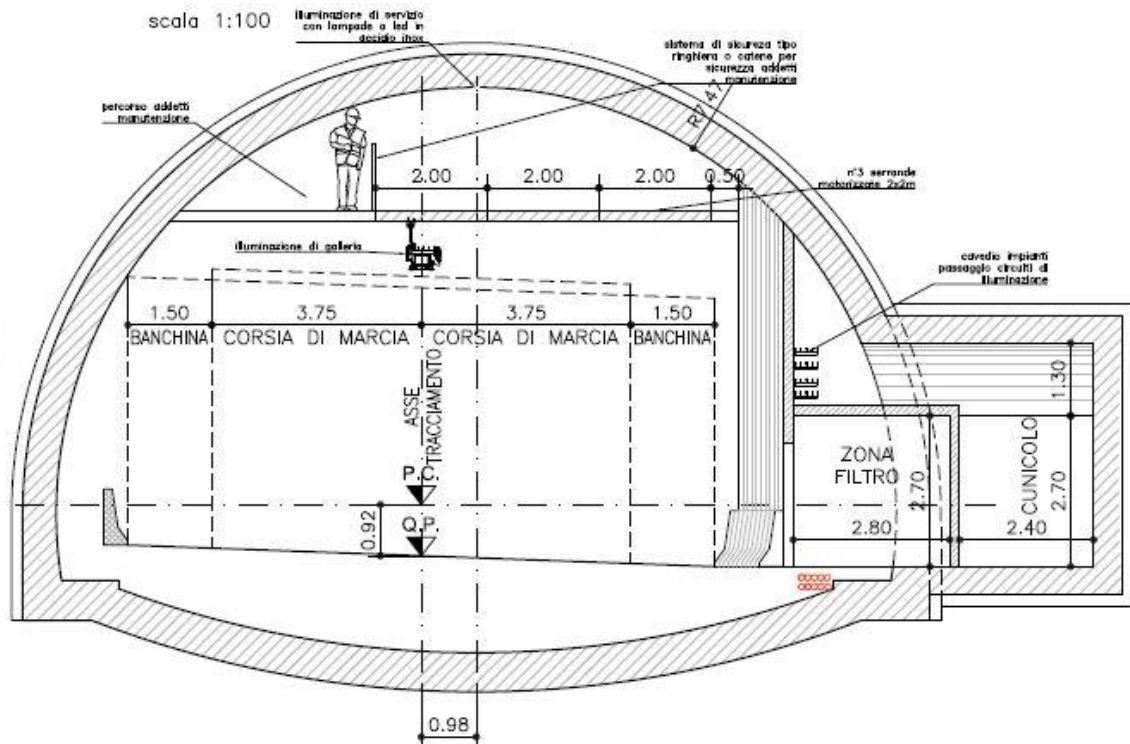 scala 1:100
illuminazione di servizio
con lampade a led in
acciaio inox
sistema di sicureza tipo
ringhiera o catene per
sicurezza addetti
manutenzione
percorso addetti
manutenzione
R7.47
2.00
2.00
2.00
0.50
n°3 serrande
motorizzate 2x2m
illuminazione di galleria
cavedio impianti
passaggio circuiti di
illuminazione
1.50
3.75
3.75
1.50
BANCHINA
CORSIA DI MARCIA
CORSIA DI MARCIA
BANCHINA
ASSE
TRACCIAMENTO
1.30
ZONA
FILTRO
CUNICOLO
P.C.
2.70
2.70
0.92
Q.P.
2.80
2.40
0.98